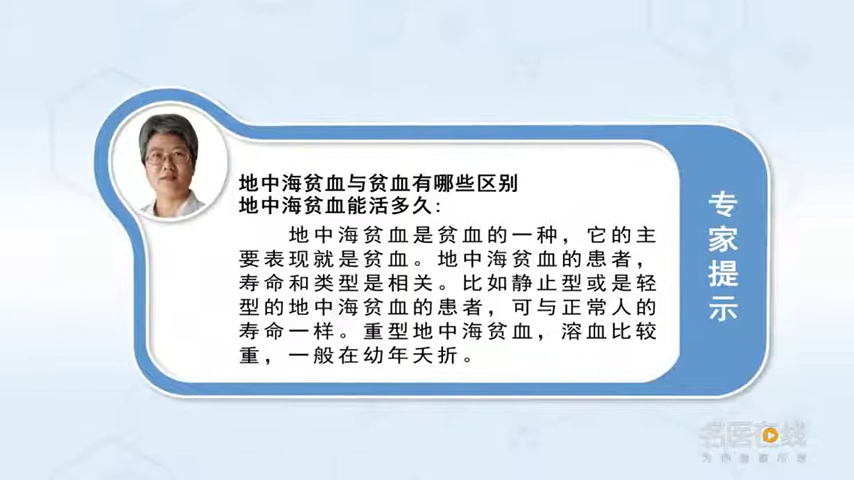 地中海贫血与贫血有哪些区别
地中海贫血能活多久：
地中海贫血是贫血的一种，它的主
要表现就是贫血。地中海贫血的患者，
寿命和类型是相关。比如静止型或是轻
型的地中海贫血的患者，可与正常人的
寿命一样。重型地中海贫血，溶血比较
重，一般在幼年夭折。
专家提示
名医在线